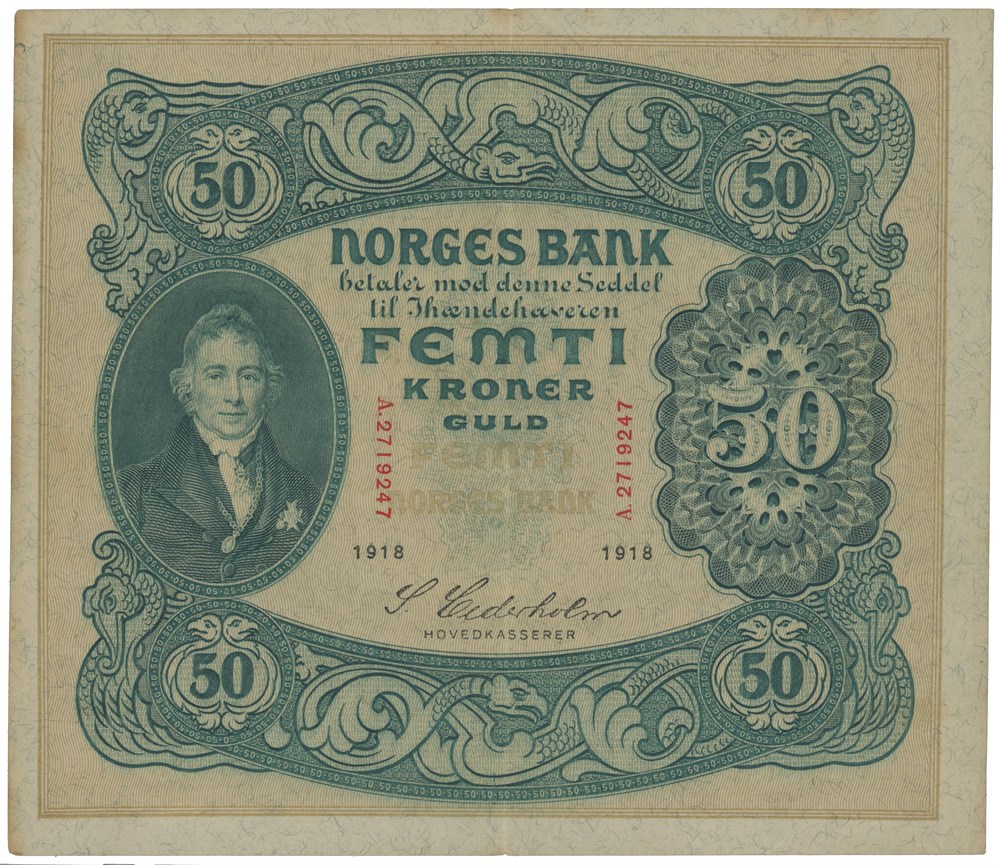 50 50
NORGES BANK
betaler mod denne Seddel
til Ihændehaveren
FEMTI
KRONER
GULD
50
A.2719247 A.2719247
FEMTI
NORGES BANK
1918 1918
S. Cederholm
HOVEDKASSERER
50 50